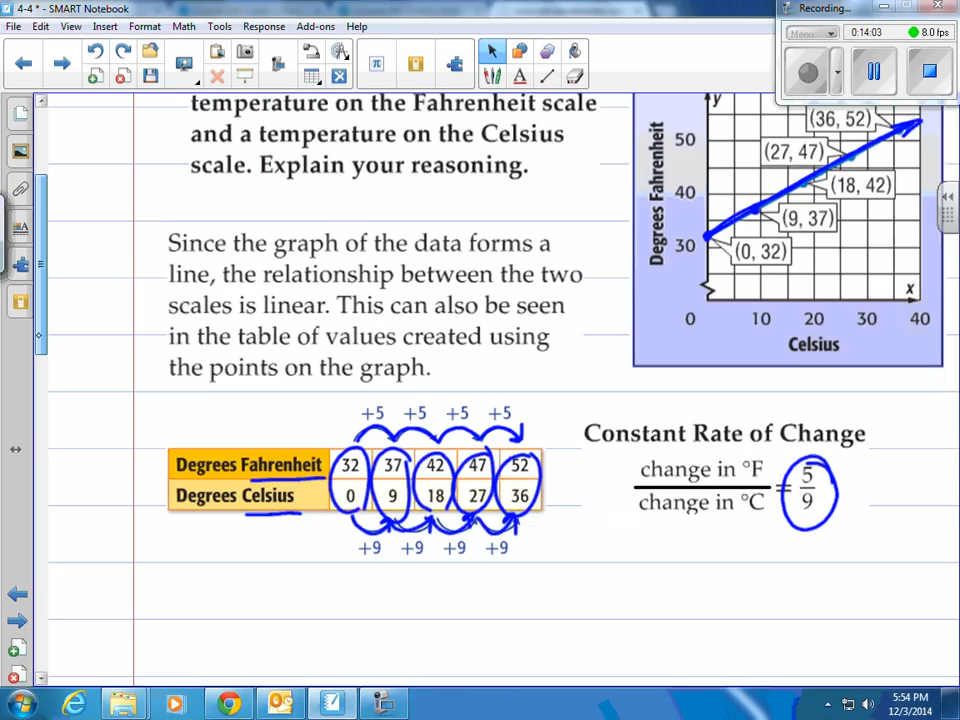 4-4 * - SMART Notebook
Recording...
File Edit View Insert Format Math Tools Response Add-ons Help
Menu
0:14:03
8.0 fps
temperature on the Fahrenheit scale
and a temperature on the Celsius
scale. Explain your reasoning.
Since the graph of the data forms a
line, the relationship between the two
scales is linear. This can also be seen
in the table of values created using
the points on the graph.
y
Degrees Fahrenheit
50
40
30
(36, 52)
(27, 47)
(18, 42)
(9, 37)
(0, 32)
x
0 10 20 30 40
Celsius
+5 +5 +5 +5
Degrees Fahrenheit 32 37 42 47 52
Degrees Celsius 0 9 18 27 36
+9 +9 +9 +9
Constant Rate of Change
change in °F
change in °C
=
5
9
5:54 PM
12/3/2014